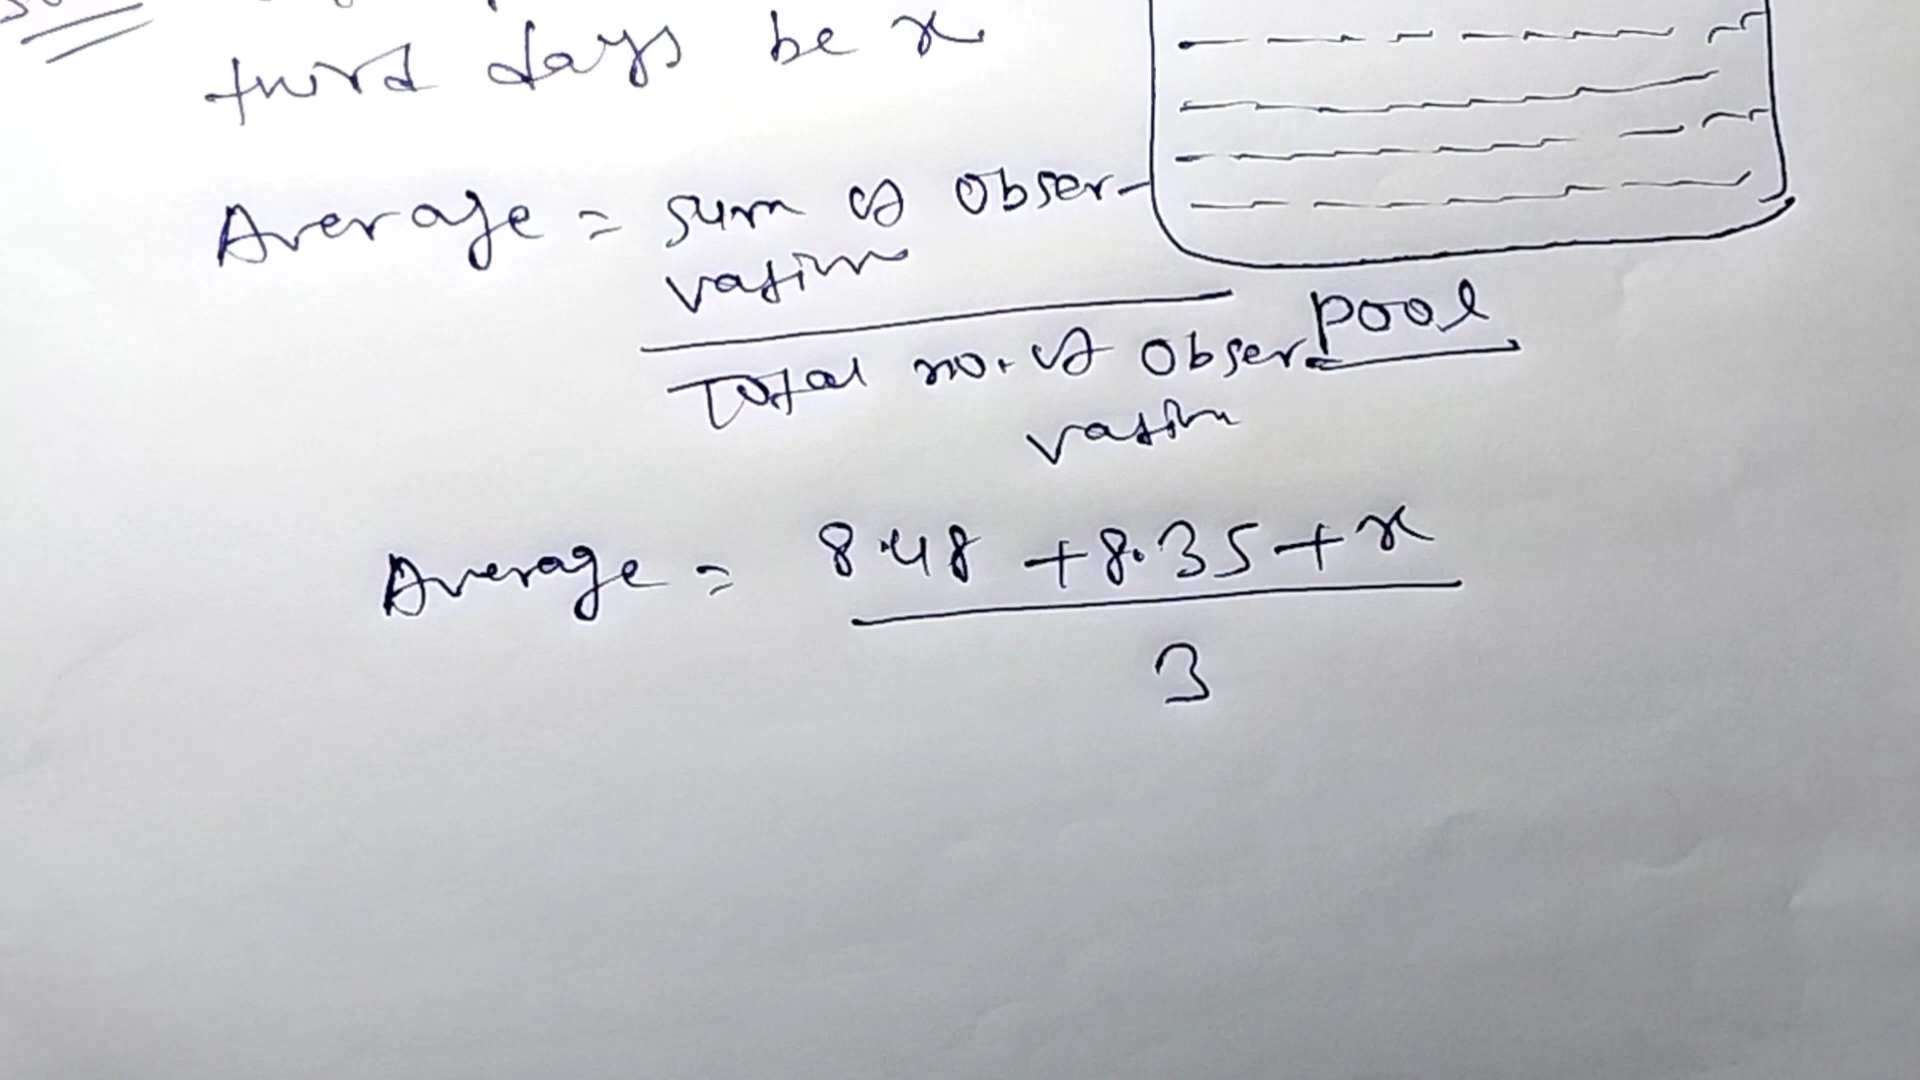 third days be x
Average = sum of obser-
vation
Total no. of obser-
vation
pool
Average = 8.48 + 8.35 + x
3